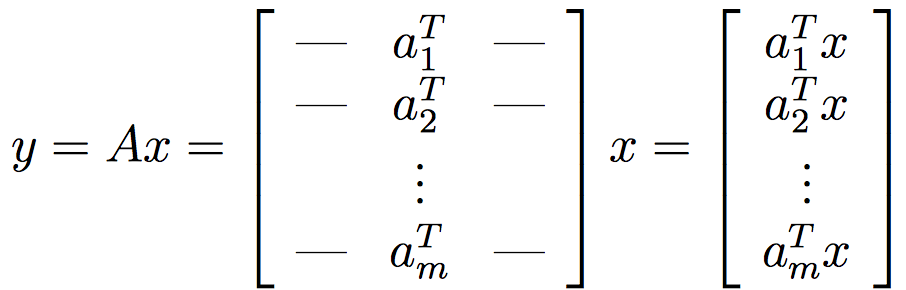 y = Ax = [ — a_1^T — ; — a_2^T — ; ⋮ ; — a_m^T — ] x = [ a_1^T x ; a_2^T x ; ⋮ ; a_m^T x ]